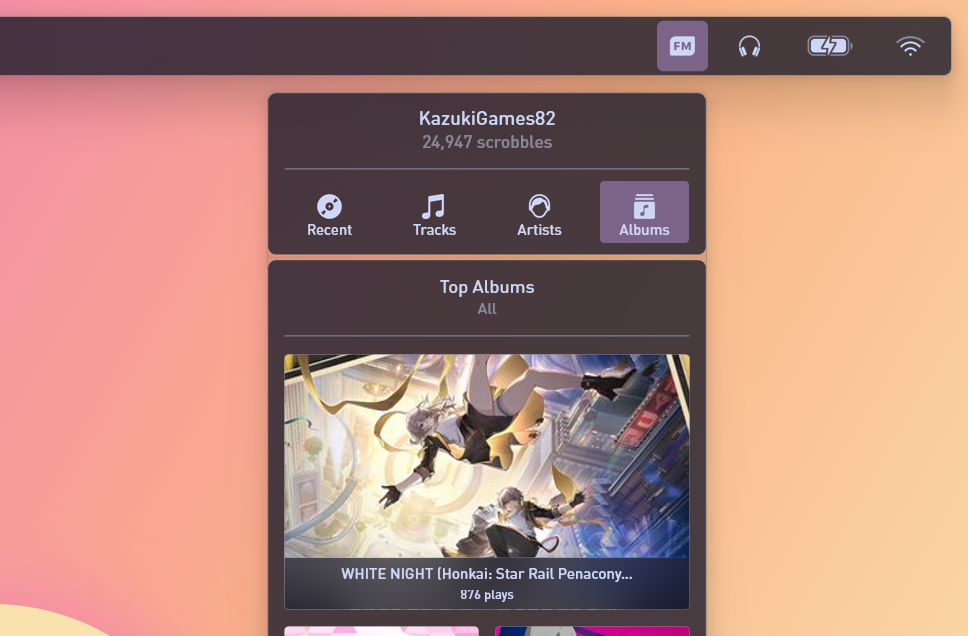 FM
KazukiGames82
24,947 scrobbles
Recent
Tracks
Artists
Albums
Top Albums
All
WHITE NIGHT (Honkai: Star Rail Penacony...
876 plays